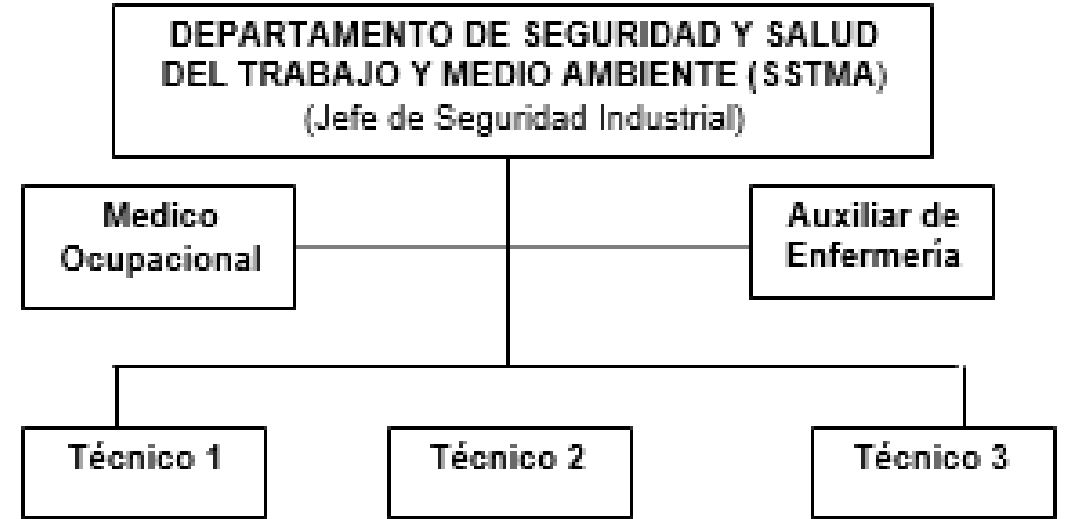 DEPARTAMENTO DE SEGURIDAD Y SALUD
DEL TRABAJO Y MEDIO AMBIENTE (SSTMA)
(Jefe de Seguridad Industrial)
Medico
Ocupacional
Auxiliar de
Enfermería
Técnico 1
Técnico 2
Técnico 3